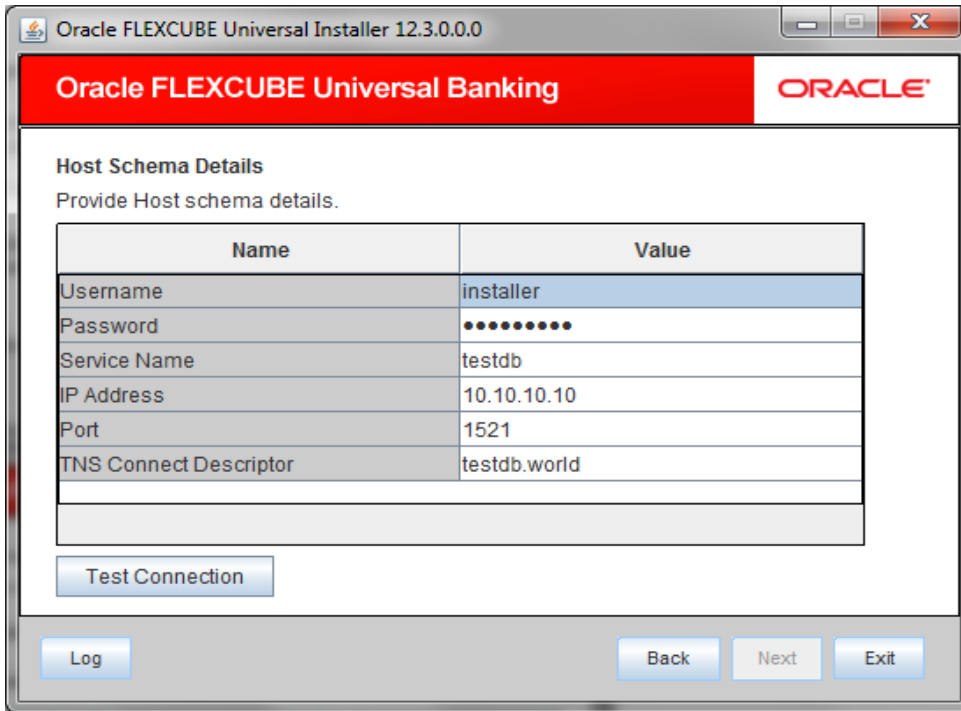 Oracle FLEXCUBE Universal Installer 12.3.0.0.0
Oracle FLEXCUBE Universal Banking
ORACLE
Host Schema Details
Provide Host schema details.
Name Value
Username installer
Password •••••••••
Service Name testdb
IP Address 10.10.10.10
Port 1521
TNS Connect Descriptor testdb.world
Test Connection
Log Back Next Exit